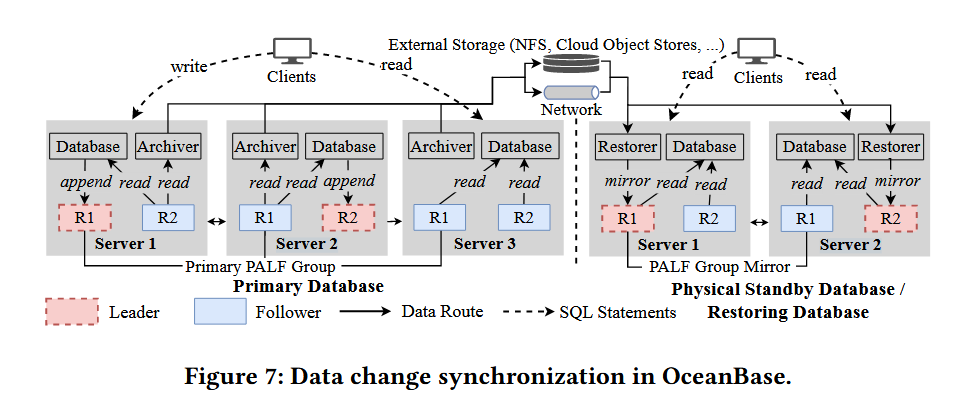 External Storage (NFS, Cloud Object Stores, ...)
write
Clients
read
read
Clients
read
Network
Database
Archiver
Archiver
Database
Archiver
Database
Restorer
Database
Database
Restorer
append
read
read
read
read
append
read
read
mirror
read
read
read
read
mirror
R1
R2
R1
R2
R1
R2
R1
R2
R1
R2
Server 1
Server 2
Server 3
Server 1
Server 2
Primary PALF Group
PALF Group Mirror
Primary Database
Physical Standby Database /
Restoring Database
Leader
Follower
Data Route
SQL Statements
Figure 7: Data change synchronization in OceanBase.